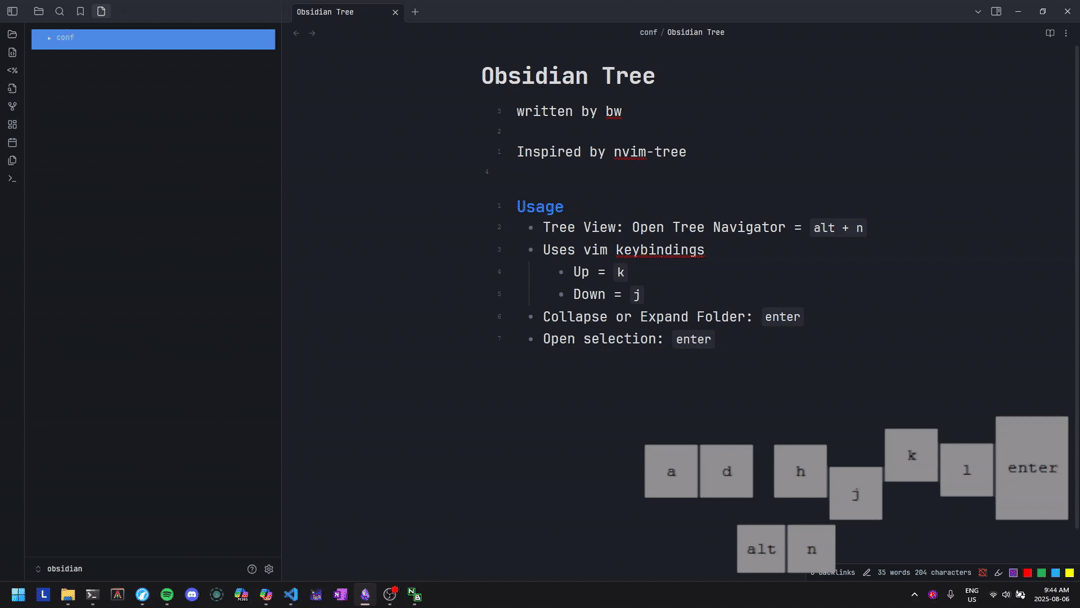 Obsidian Tree
conf
conf / Obsidian Tree
Obsidian Tree
3 written by bw
2
1 Inspired by nvim-tree
4
1 Usage
2 Tree View: Open Tree Navigator = alt + n
3 Uses vim keybindings
4 Up = k
5 Down = j
6 Collapse or Expand Folder: enter
7 Open selection: enter
a d h j k l enter
alt n
obsidian
backlinks 35 words 204 characters
ENG
US
9:44 AM
2025-08-06